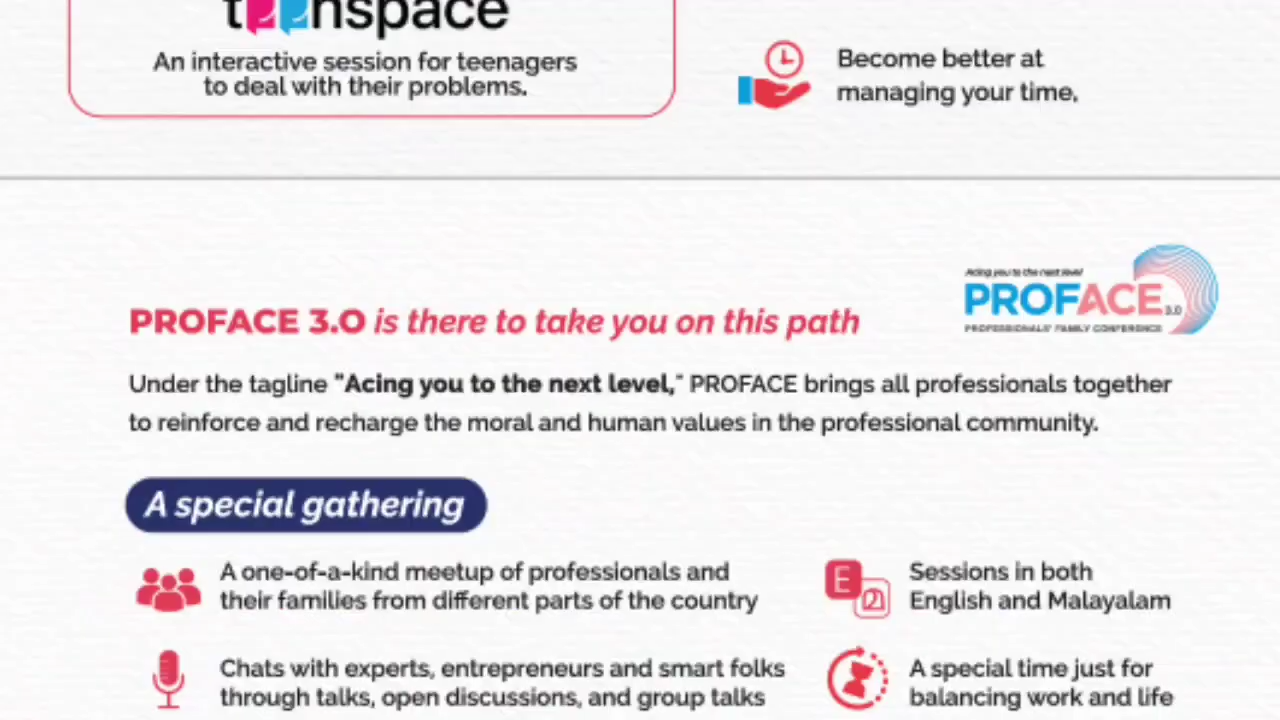 teenspace
An interactive session for teenagers
to deal with their problems.
Become better at
managing your time,
Acing you to the next level
PROFACE 3.0
PROFESSIONALS' FAMILY CONFERENCE
PROFACE 3.0 is there to take you on this path
Under the tagline "Acing you to the next level," PROFACE brings all professionals together
to reinforce and recharge the moral and human values in the professional community.
A special gathering
A one-of-a-kind meetup of professionals and
their families from different parts of the country
E
Sessions in both
English and Malayalam
Chats with experts, entrepreneurs and smart folks
through talks, open discussions, and group talks
A special time just for
balancing work and life